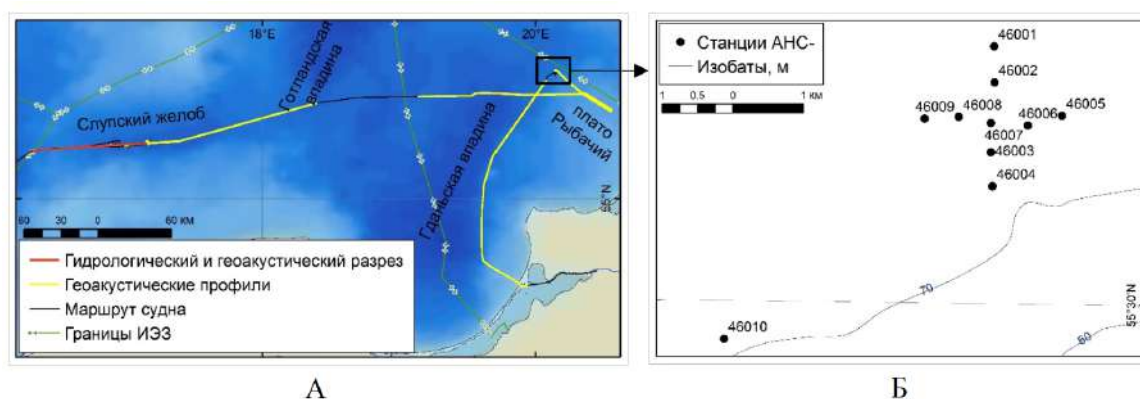 18°E
20°E
Готландская
впадина
Слупский желоб
Гданьская впадина
плато
Рыбачий
55°N
60 30 0 60 км
Гидрологический и геоакустический разрез
Геоакустические профили
Маршрут судна
Границы ИЭЗ
А
Станции АНС-
Изобаты, м
1 0.5 0 1 км
46001
46002
46009
46008
46006
46005
46007
46003
46004
70
55°30'N
46010
60
Б